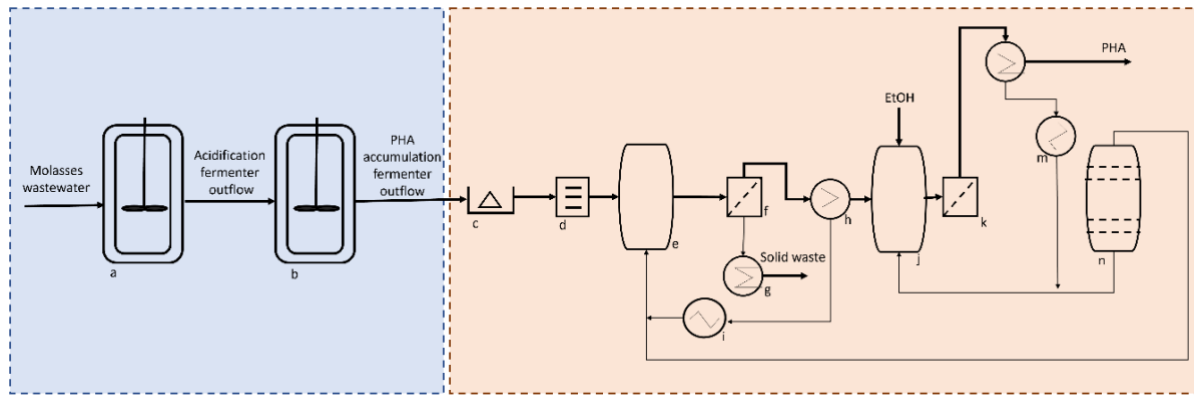 Molasses
wastewater
a
Acidification
fermenter
outflow
b
PHA
accumulation
fermenter
outflow
c
d
e
f
Solid waste
g
h
i
EtOH
j
k
PHA
m
n